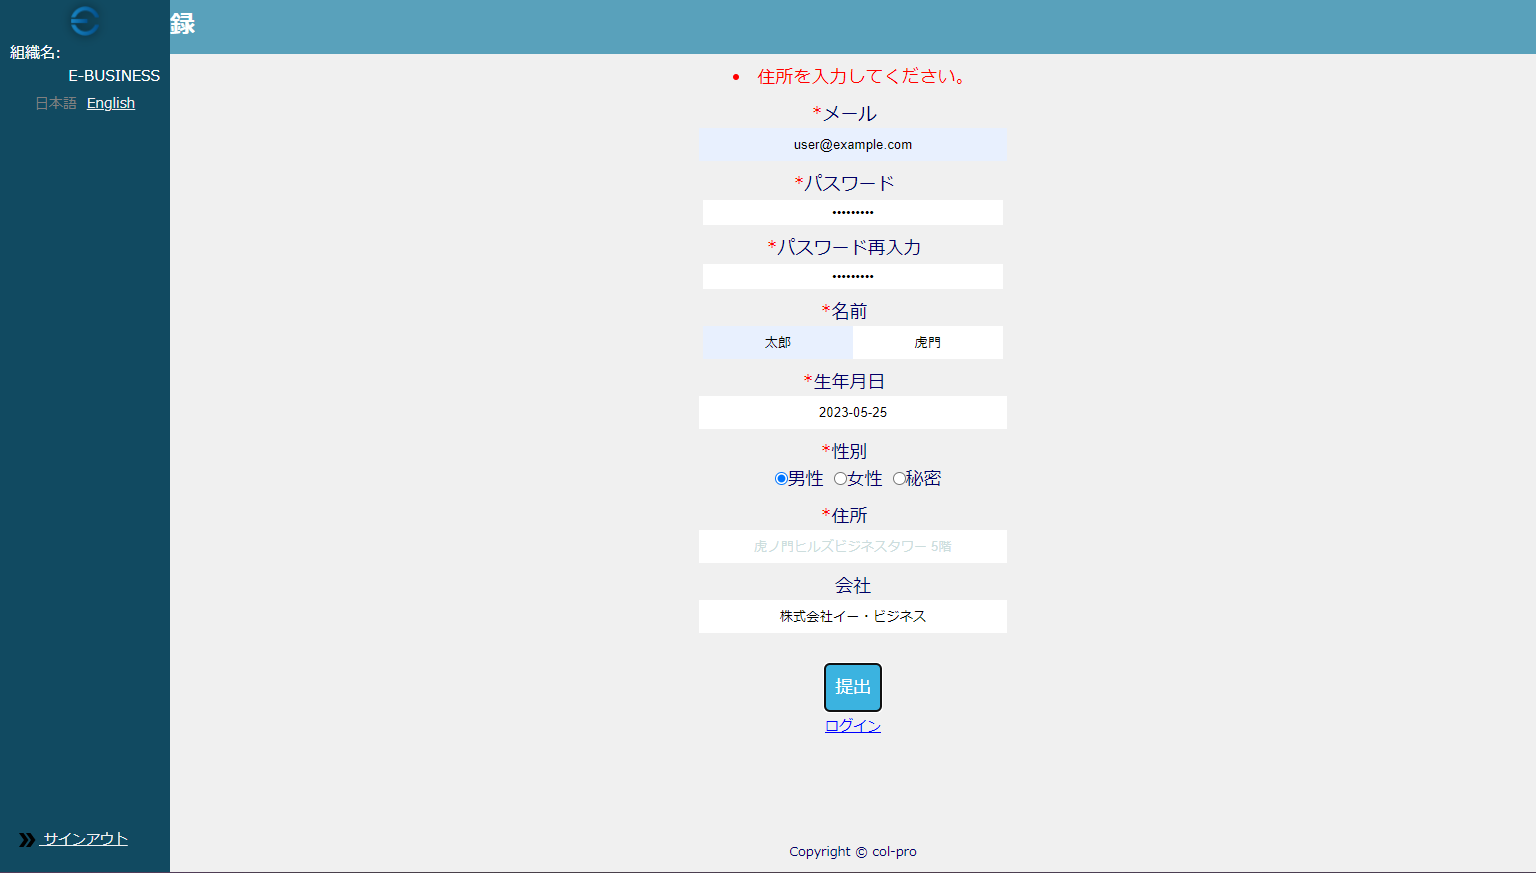 組織名:
E-BUSINESS
日本語 English
サインアウト
録
• 住所を入力してください。
*メール
user@example.com
*パスワード
•••••••••
*パスワード再入力
•••••••••
*名前
太郎 虎門
*生年月日
2023-05-25
*性別
男性 女性 秘密
*住所
虎ノ門ヒルズビジネスタワー 5階
会社
株式会社イー・ビジネス
提出
ログイン
Copyright © col-pro